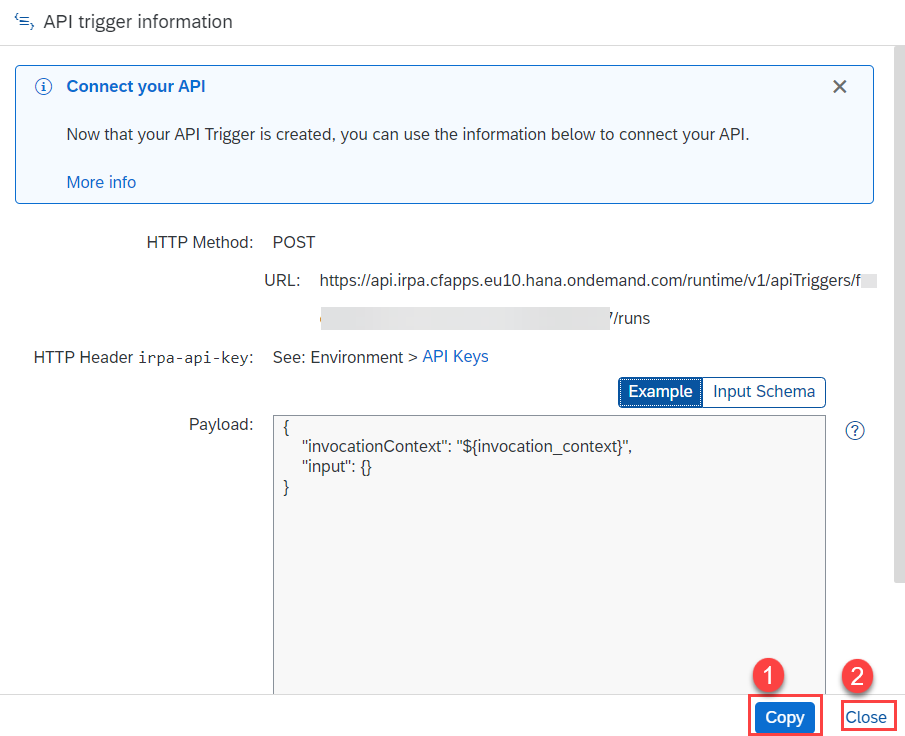 API trigger information
Connect your API
Now that your API Trigger is created, you can use the information below to connect your API.
More info
HTTP Method: POST
URL: https://api.irpa.cfapps.eu10.hana.ondemand.com/runtime/v1/apiTriggers/f
/runs
HTTP Header irpa-api-key: See: Environment > API Keys
Example Input Schema
Payload: {
"invocationContext": "${invocation_context}",
"input": {}
}
1 2
Copy Close